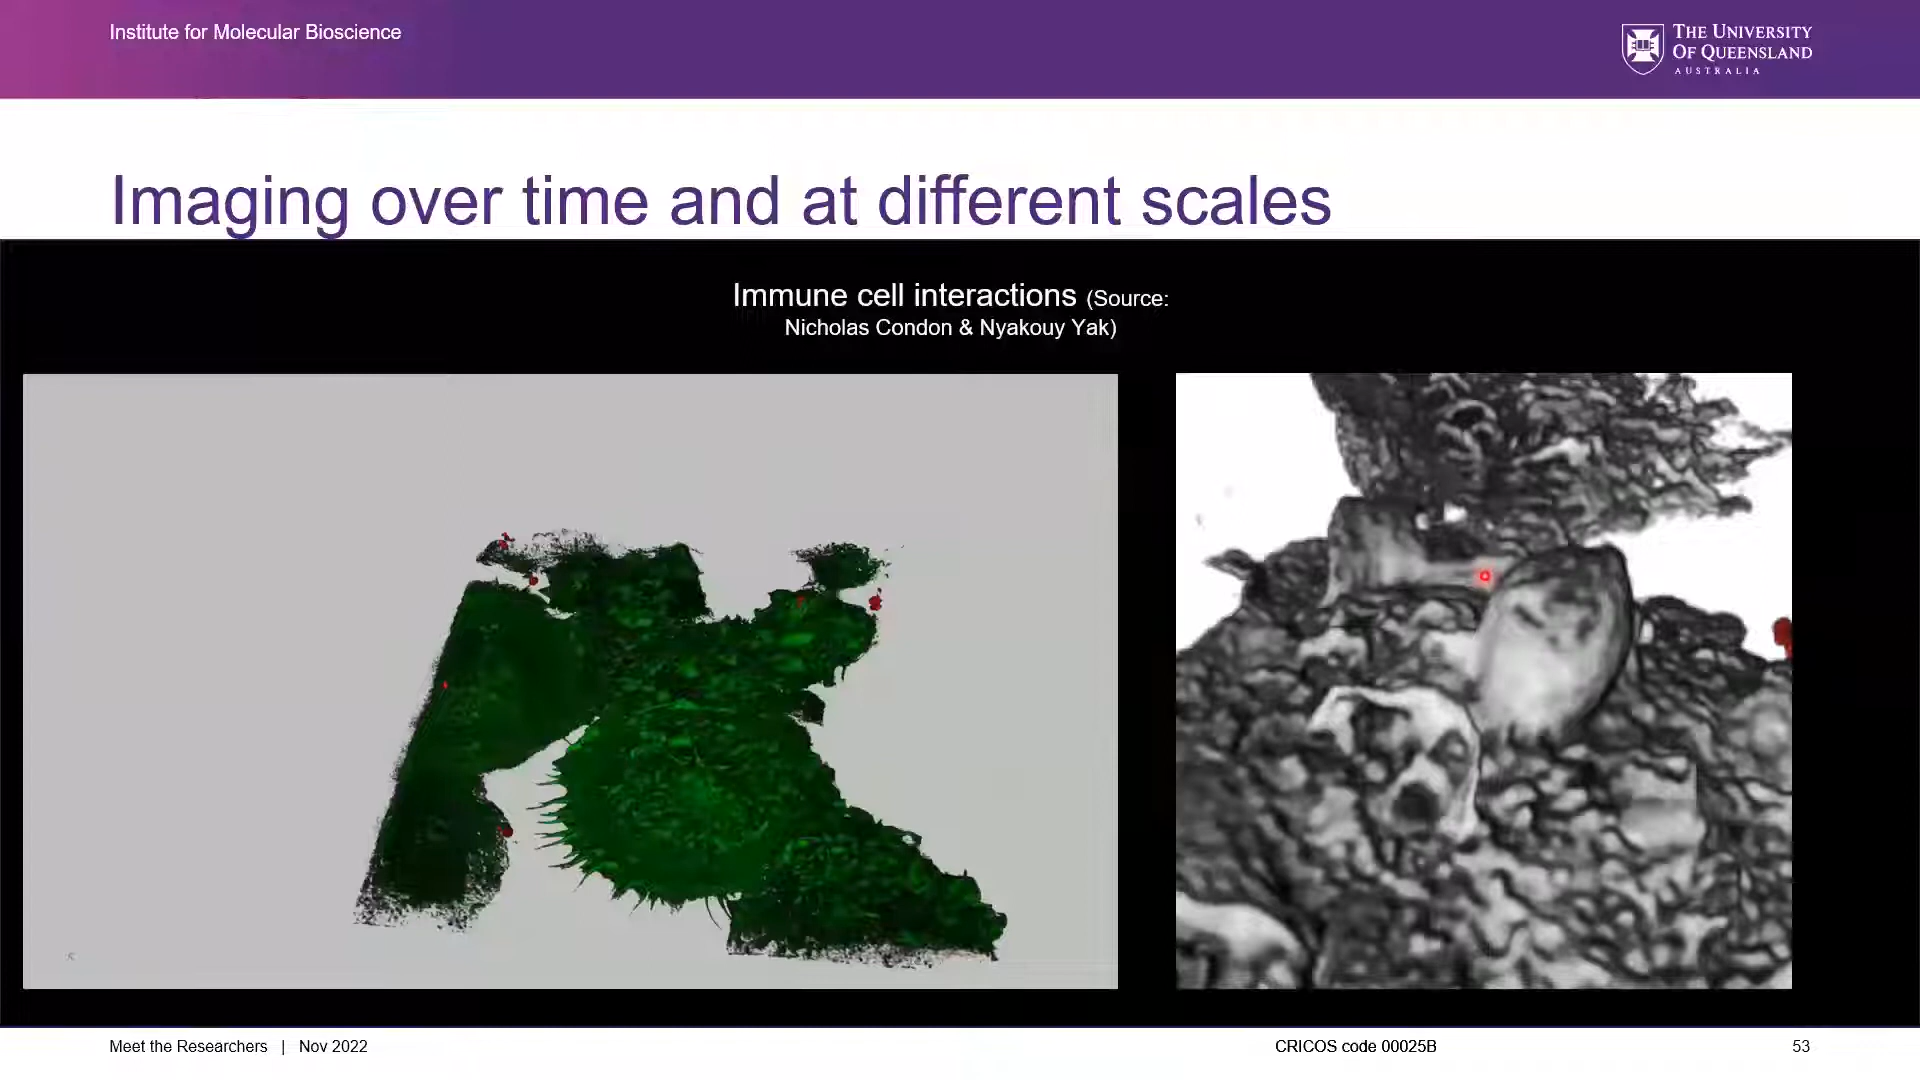 Institute for Molecular Bioscience
THE UNIVERSITY
OF QUEENSLAND
AUSTRALIA
Imaging over time and at different scales
Immune cell interactions (Source:
Nicholas Condon & Nyakouy Yak)
Meet the Researchers | Nov 2022
CRICOS code 00025B
53